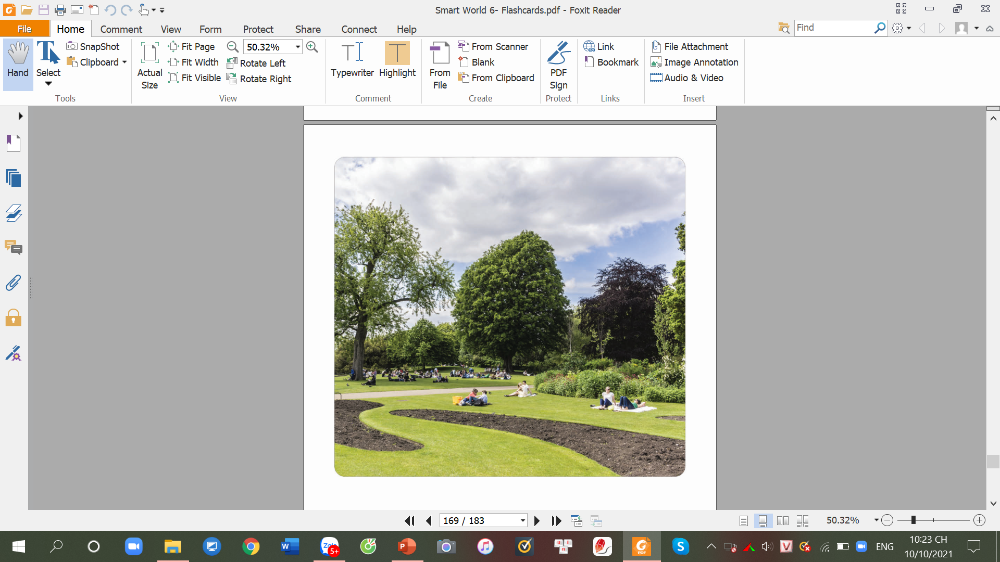 Smart World 6- Flashcards.pdf - Foxit Reader
File Home Comment View Form Protect Share Connect Help Find
Hand
Select
SnapShot
Clipboard
Tools
Actual Size
Fit Page
Fit Width
Fit Visible
50.32%
Rotate Left
Rotate Right
View
Typewriter
Highlight
Comment
From File
From Scanner
Blank
From Clipboard
Create
PDF Sign
Protect
Link
Bookmark
Links
File Attachment
Image Annotation
Audio & Video
Insert
169 / 183
50.32%
Zalo
5+
PDF
ENG
10:23 CH
10/10/2021